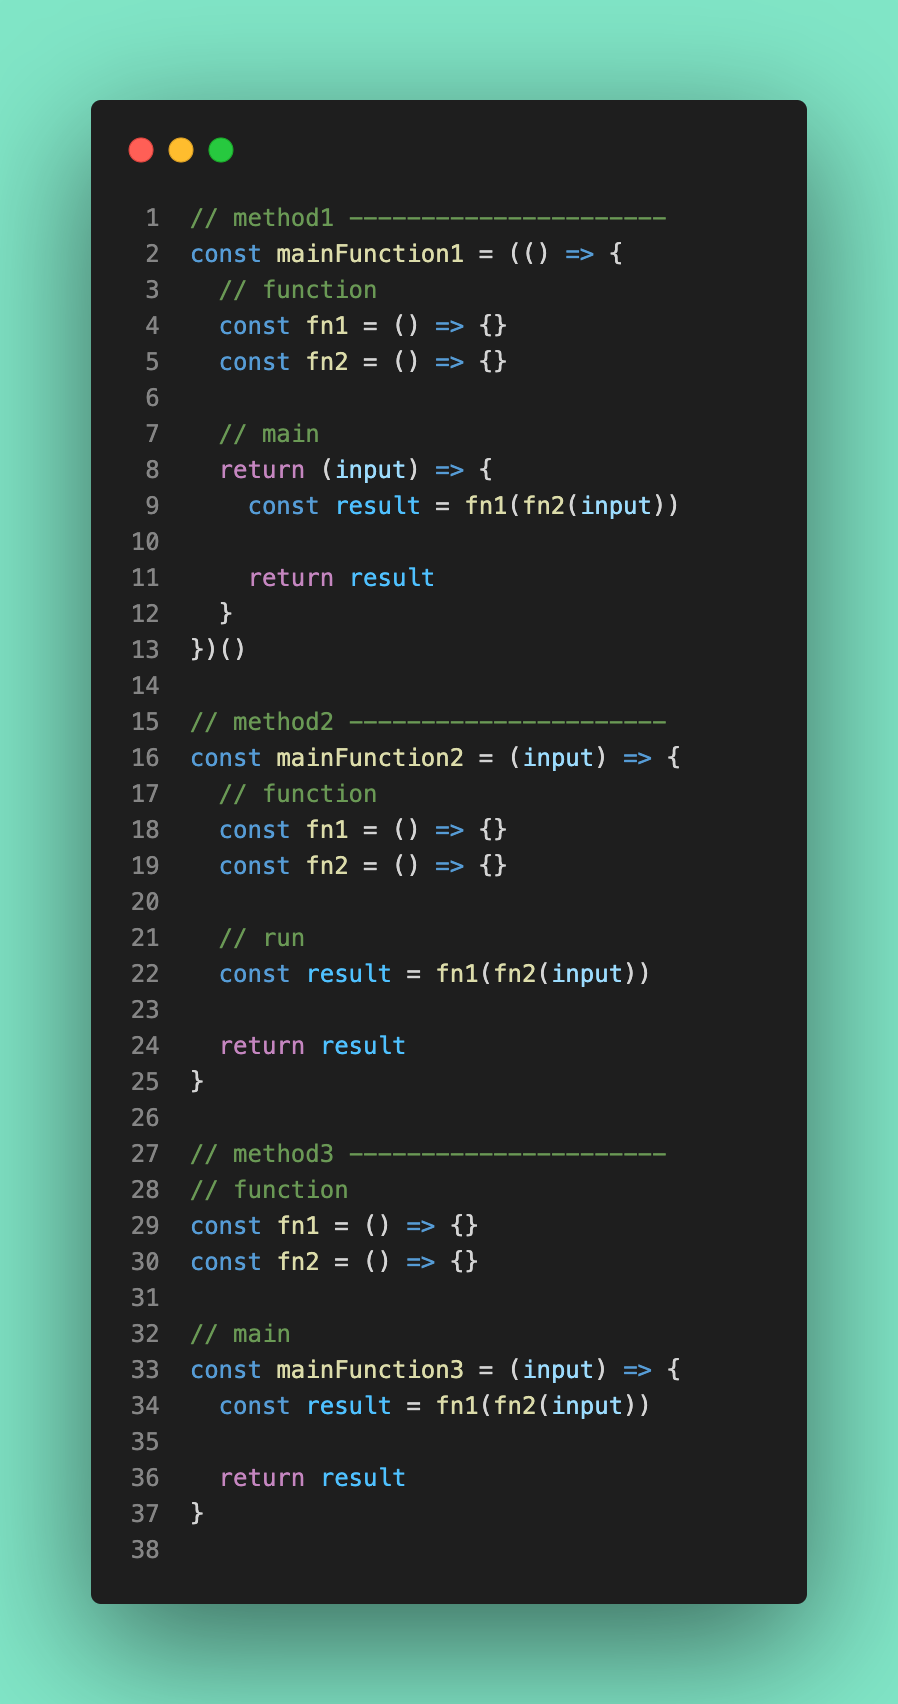 1 // method1 ----------------------
2 const mainFunction1 = (() => {
3   // function
4   const fn1 = () => {}
5   const fn2 = () => {}
6
7   // main
8   return (input) => {
9     const result = fn1(fn2(input))
10
11     return result
12   }
13 })()
14
15 // method2 ----------------------
16 const mainFunction2 = (input) => {
17   // function
18   const fn1 = () => {}
19   const fn2 = () => {}
20
21   // run
22   const result = fn1(fn2(input))
23
24   return result
25 }
26
27 // method3 ----------------------
28 // function
29 const fn1 = () => {}
30 const fn2 = () => {}
31
32 // main
33 const mainFunction3 = (input) => {
34   const result = fn1(fn2(input))
35
36   return result
37 }
38